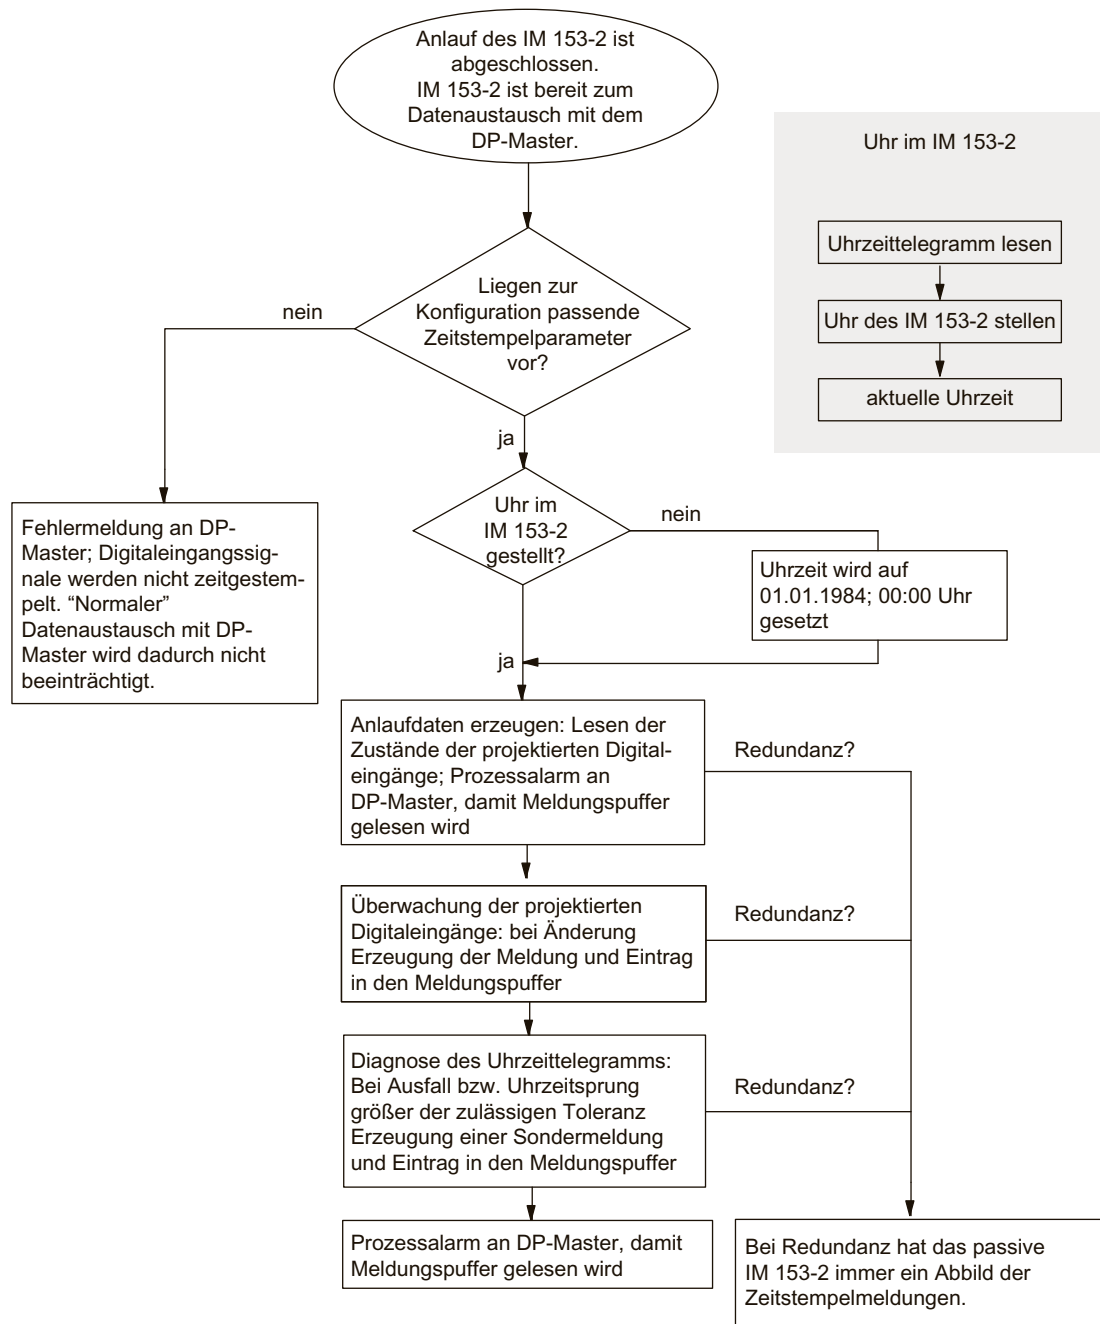 Anlauf des IM 153-2 ist
abgeschlossen.
IM 153-2 ist bereit zum
Datenaustausch mit dem
DP-Master.
Uhr im IM 153-2
Uhrzeittelegramm lesen
Uhr des IM 153-2 stellen
aktuelle Uhrzeit
Liegen zur
Konfiguration passende
Zeitstempelparameter
vor?
nein
ja
Fehlermeldung an DP-
Master; Digitaleingangssig-
nale werden nicht zeitgestem-
pelt. “Normaler”
Datenaustausch mit DP-
Master wird dadurch nicht
beeinträchtigt.
Uhr im
IM 153-2
gestellt?
nein
Uhrzeit wird auf
01.01.1984; 00:00 Uhr
gesetzt
ja
Anlaufdaten erzeugen: Lesen der
Zustände der projektierten Digital-
eingänge; Prozessalarm an
DP-Master, damit Meldungspuffer
gelesen wird
Redundanz?
Überwachung der projektierten
Digitaleingänge: bei Änderung
Erzeugung der Meldung und Eintrag
in den Meldungspuffer
Redundanz?
Diagnose des Uhrzeittelegramms:
Bei Ausfall bzw. Uhrzeitsprung
größer der zulässigen Toleranz
Erzeugung einer Sondermeldung
und Eintrag in den Meldungspuffer
Redundanz?
Prozessalarm an DP-Master, damit
Meldungspuffer gelesen wird
Bei Redundanz hat das passive
IM 153-2 immer ein Abbild der
Zeitstempelmeldungen.